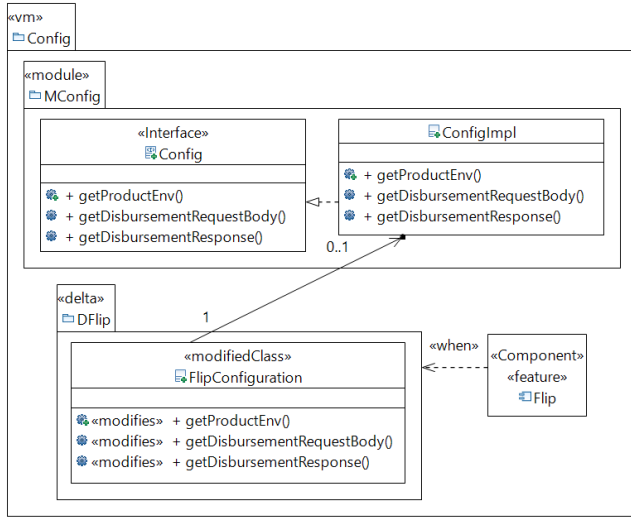 «vm»
Config
«module»
MConfig
«Interface»
Config
+ getProductEnv()
+ getDisbursementRequestBody()
+ getDisbursementResponse()
ConfigImpl
+ getProductEnv()
+ getDisbursementRequestBody()
+ getDisbursementResponse()
0..1
1
«delta»
DFlip
«modifiedClass»
FlipConfiguration
«modifies» + getProductEnv()
«modifies» + getDisbursementRequestBody()
«modifies» + getDisbursementResponse()
«when»
«Component»
«feature»
Flip